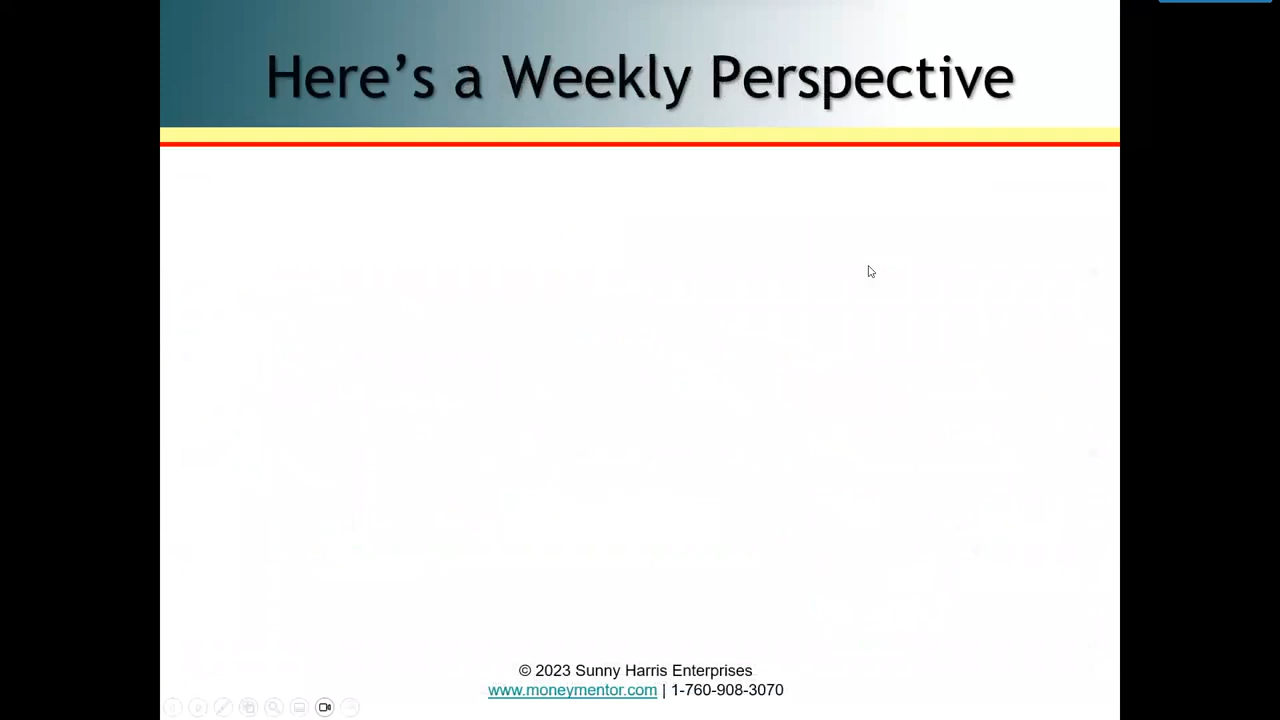 Here’s a Weekly Perspective
© 2023 Sunny Harris Enterprises
www.moneymentor.com | 1-760-908-3070